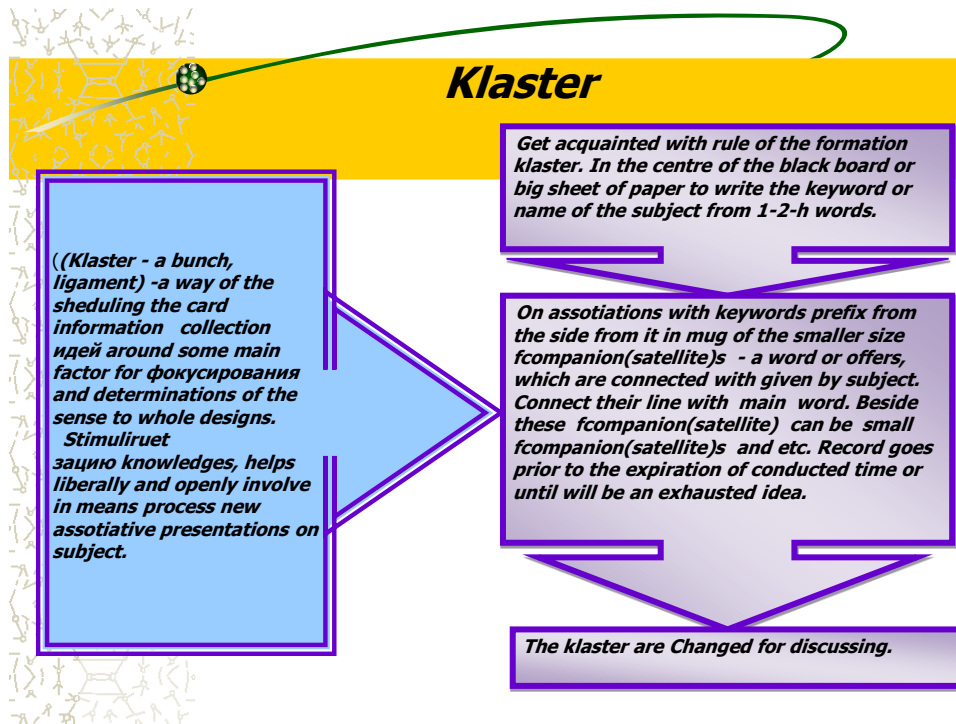 Klaster
((Klaster - a bunch,
ligament) -a way of the
sheduling the card
information collection
идей around some main
factor for фокусирования
and determinations of the
sense to whole designs.
Stimuliruet
зацию knowledges, helps
liberally and openly involve
in means process new
assotiative presentations on
subject.
Get acquainted with rule of the formation
klaster. In the centre of the black board or
big sheet of paper to write the keyword or
name of the subject from 1-2-h words.
On assotiations with keywords prefix from
the side from it in mug of the smaller size
fcompanion(satellite)s - a word or offers,
which are connected with given by subject.
Connect their line with main word. Beside
these fcompanion(satellite) can be small
fcompanion(satellite)s and etc. Record goes
prior to the expiration of conducted time or
until will be an exhausted idea.
The klaster are Changed for discussing.